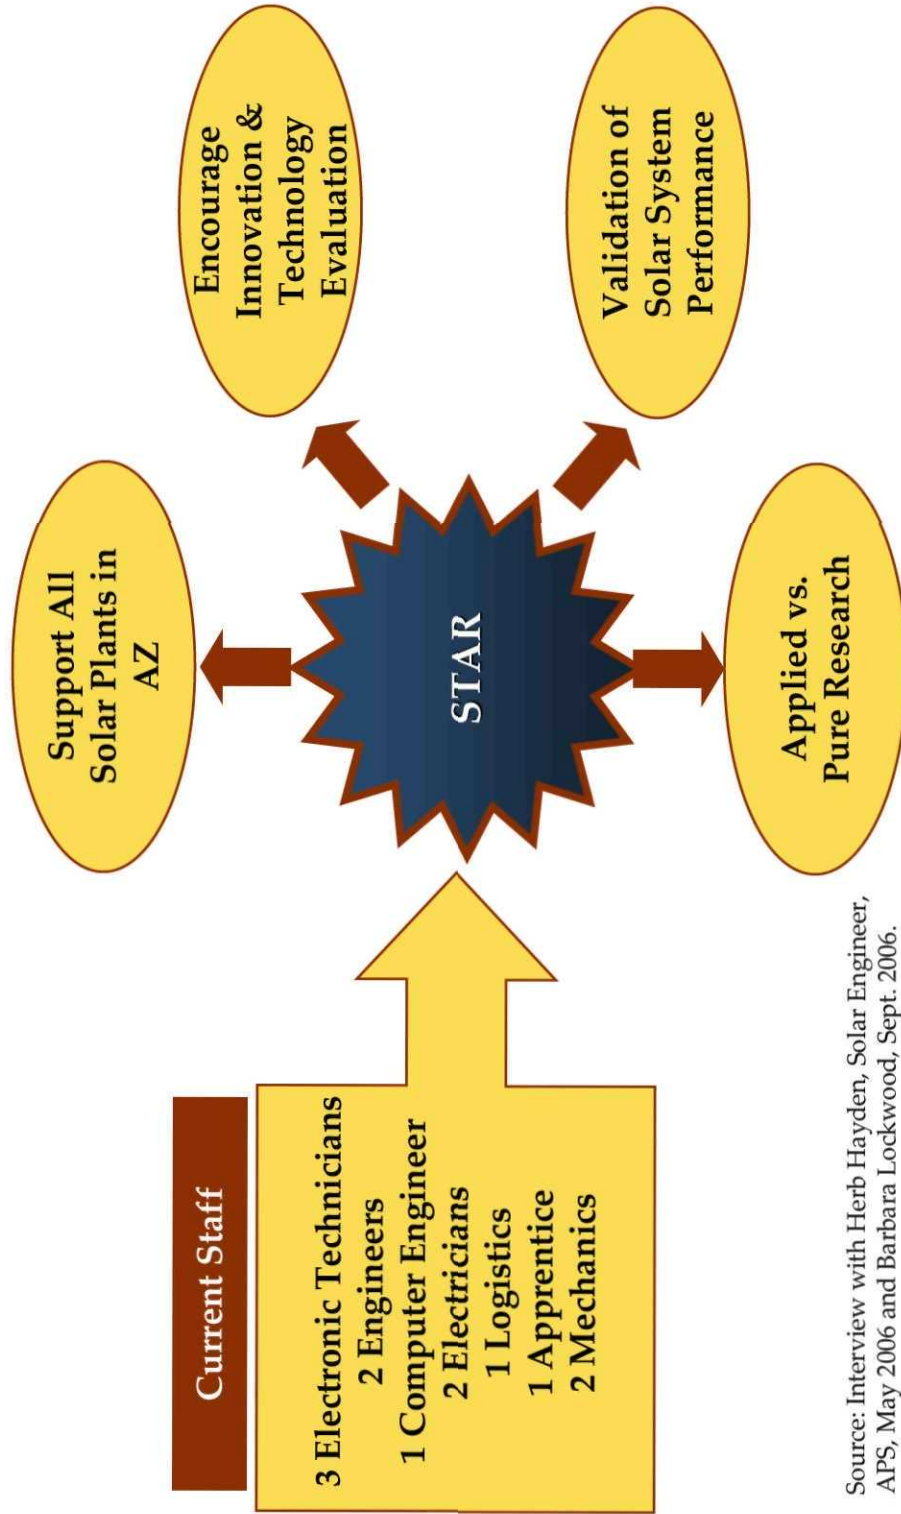 Current Staff
3 Electronic Technicians
2 Engineers
1 Computer Engineer
2 Electricians
1 Logistics
1 Apprentice
2 Mechanics
STAR
Support All
Solar Plants in
AZ
Encourage
Innovation &
Technology
Evaluation
Validation of
Solar System
Performance
Applied vs.
Pure Research
Source: Interview with Herb Hayden, Solar Engineer,
APS, May 2006 and Barbara Lockwood, Sept. 2006.